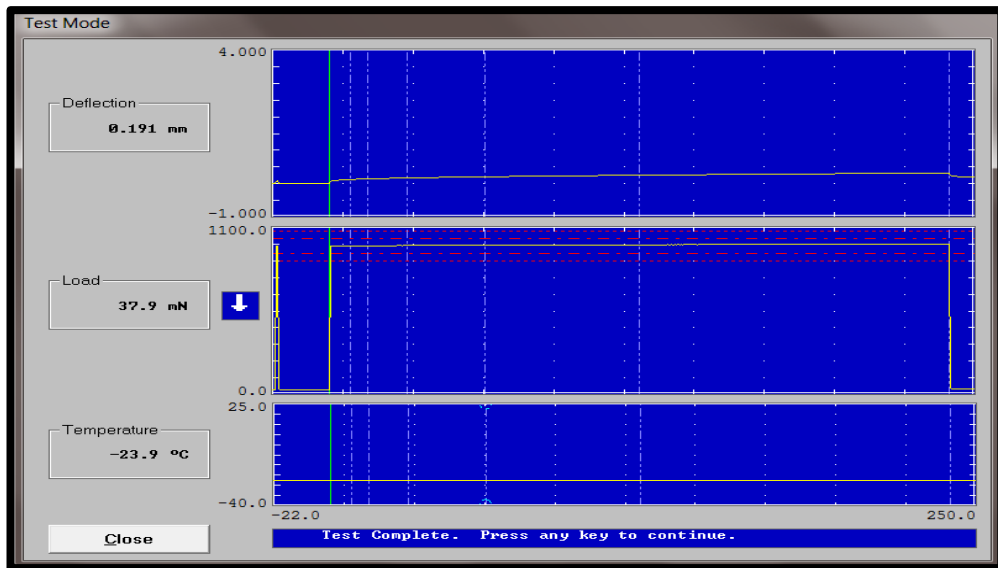 Test Mode
4.000
Deflection
0.191 mm
-1.000
1100.0
Load
37.9 mN
0.0
25.0
Temperature
-23.9 ºC
-40.0
-22.0 250.0
Close
Test Complete. Press any key to continue.